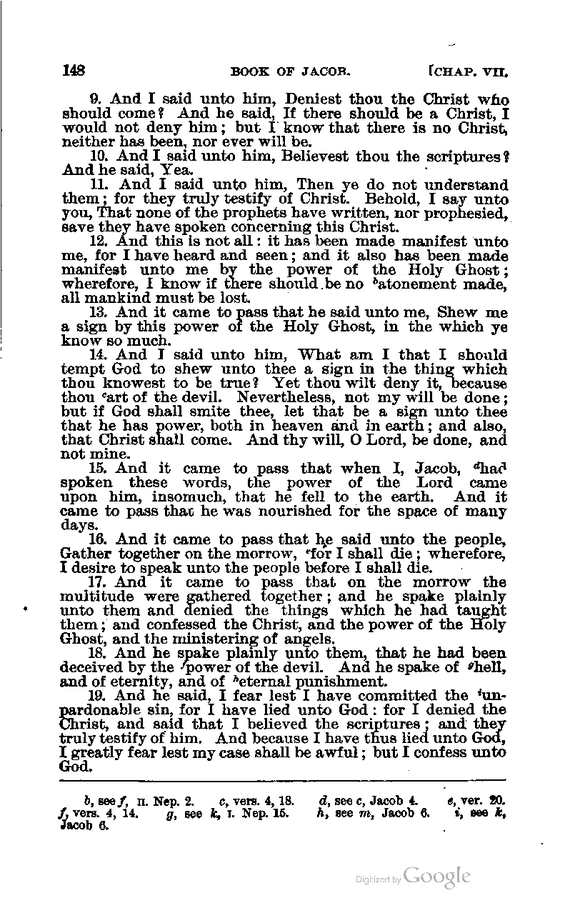 148 BOOK OF JACOB. [CHAP. VII.
9. And I said unto him, Deniest thou the Christ who
should come? And he said, If there should be a Christ, I
would not deny him; but I know that there is no Christ,
neither has been, nor ever will be.
10. And I said unto him, Believest thou the scriptures?
And he said, Yea.
11. And I said unto him, Then ye do not understand
them; for they truly testify of Christ. Behold, I say unto
you, That none of the prophets have written, nor prophesied,
save they have spoken concerning this Christ.
12. And this is not all: it has been made manifest unto
me, for I have heard and seen; and it also has been made
manifest unto me by the power of the Holy Ghost;
wherefore, I know if there should be no ᵇatonement made,
all mankind must be lost.
13. And it came to pass that he said unto me, Shew me
a sign by this power of the Holy Ghost, in the which ye
know so much.
14. And I said unto him, What am I that I should
tempt God to shew unto thee a sign in the thing which
thou knowest to be true? Yet thou wilt deny it, because
thou ᶜart of the devil. Nevertheless, not my will be done;
but if God shall smite thee, let that be a sign unto thee
that he has power, both in heaven and in earth; and also,
that Christ shall come. And thy will, O Lord, be done, and
not mine.
15. And it came to pass that when I, Jacob, ᵈhad
spoken these words, the power of the Lord came
upon him, insomuch, that he fell to the earth. And it
came to pass that he was nourished for the space of many
days.
16. And it came to pass that he said unto the people,
Gather together on the morrow, ᵉfor I shall die; wherefore,
I desire to speak unto the people before I shall die.
17. And it came to pass that on the morrow the
multitude were gathered together; and he spake plainly
unto them and denied the things which he had taught
them; and confessed the Christ, and the power of the Holy
Ghost, and the ministering of angels.
18. And he spake plainly unto them, that he had been
deceived by the ᶠpower of the devil. And he spake of ᵍhell,
and of eternity, and of ʰeternal punishment.
19. And he said, I fear lest I have committed the ⁱun-
pardonable sin, for I have lied unto God: for I denied the
Christ, and said that I believed the scriptures; and they
truly testify of him. And because I have thus lied unto God,
I greatly fear lest my case shall be awful; but I confess unto
God.
b, see f, II. Nep. 2. c, vers. 4, 18. d, see c, Jacob 4. e, ver. 20.
f, vers. 4, 14. g, see k, I. Nep. 15. h, see m, Jacob 6. i, see k,
Jacob 6.
Digitized by Google